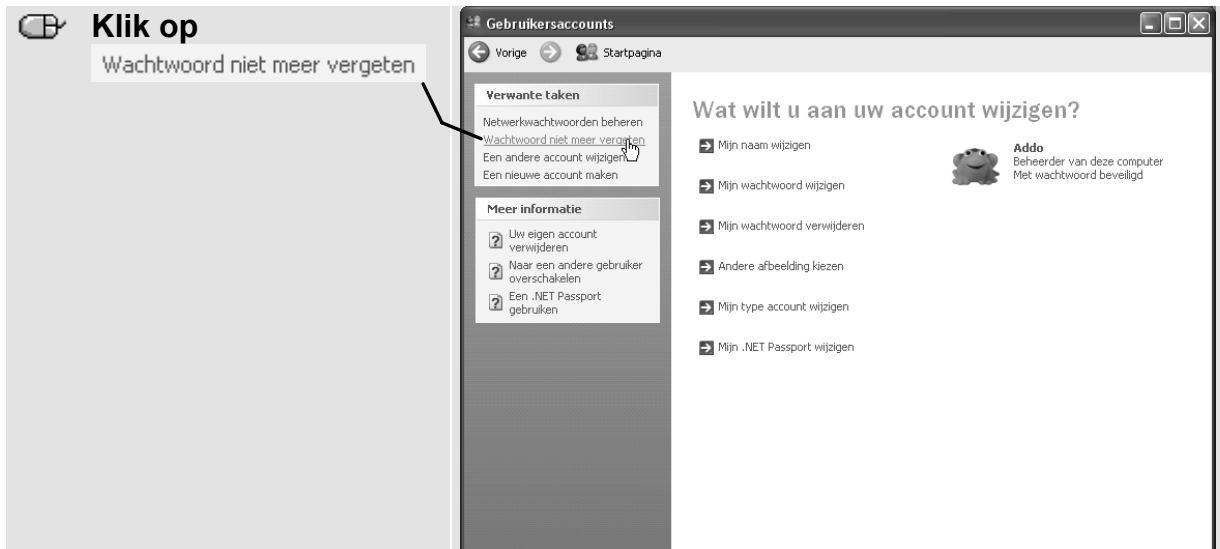 Klik op
Wachtwoord niet meer vergeten
Gebruikersaccounts
Vorige Startpagina
Verwante taken
Netwerkwachtwoorden beheren
Wachtwoord niet meer vergeten
Een andere account wijzigen
Een nieuwe account maken
Meer informatie
Uw eigen account
verwijderen
Naar een andere gebruiker
overschakelen
Een .NET Passport
gebruiken
Wat wilt u aan uw account wijzigen?
Mijn naam wijzigen
Mijn wachtwoord wijzigen
Mijn wachtwoord verwijderen
Andere afbeelding kiezen
Mijn type account wijzigen
Mijn .NET Passport wijzigen
Addo
Beheerder van deze computer
Met wachtwoord beveiligd